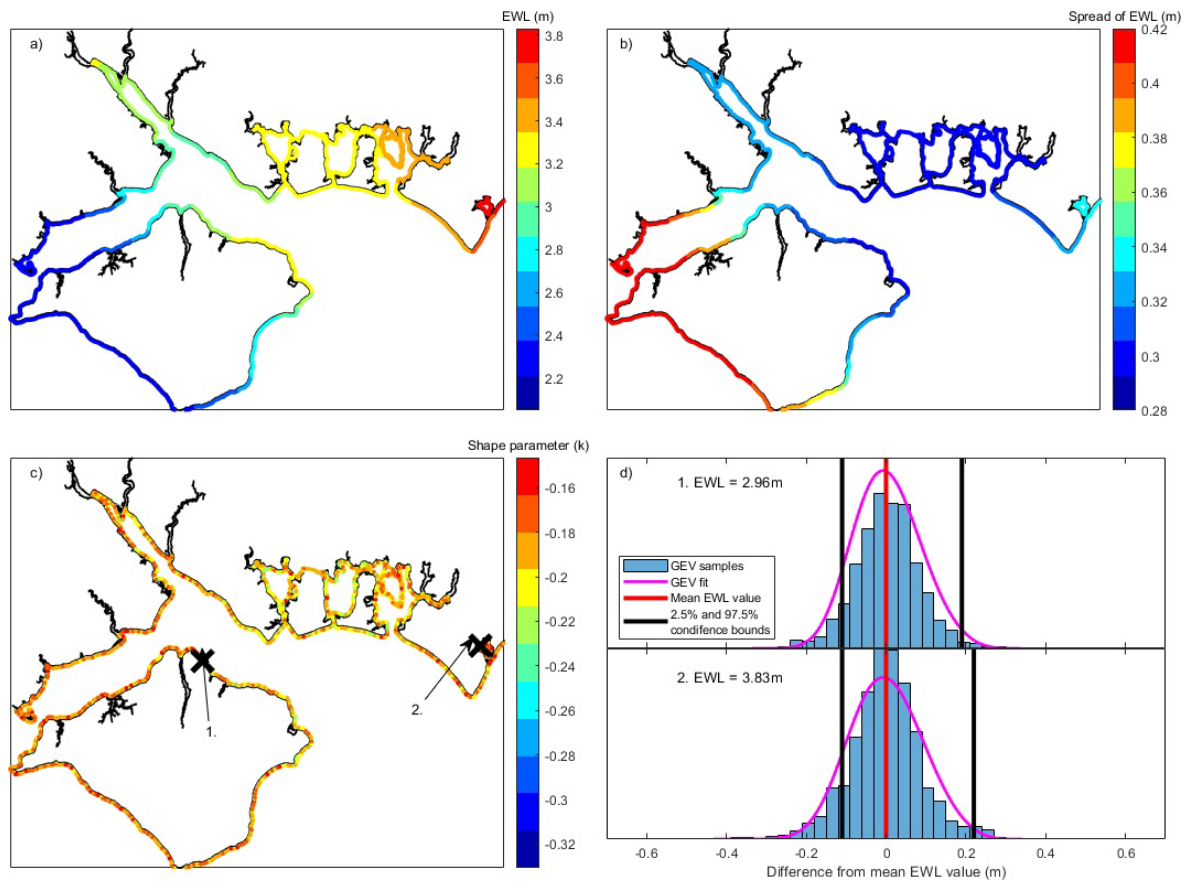 EWL (m)
a)
3.8
3.6
3.4
3.2
3
2.8
2.6
2.4
2.2
Spread of EWL (m)
b)
0.42
0.4
0.38
0.36
0.34
0.32
0.3
0.28
Shape parameter (k)
c)
-0.16
-0.18
-0.2
-0.22
-0.24
-0.26
-0.28
-0.3
-0.32
1.
2.
d)
1. EWL = 2.96m
GEV samples
GEV fit
Mean EWL value
2.5% and 97.5%
condifence bounds
2. EWL = 3.83m
-0.6
-0.4
-0.2
0
0.2
0.4
0.6
Difference from mean EWL value (m)